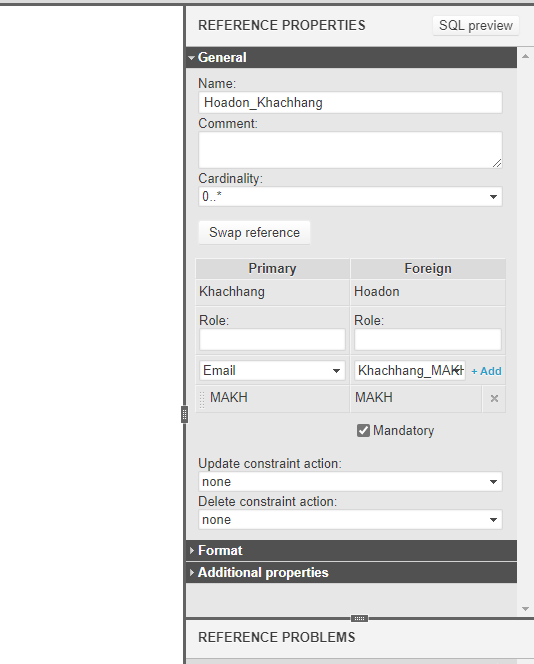 REFERENCE PROPERTIES SQL preview
General
Name:
Hoadon_Khachhang
Comment:
Cardinality:
0..*
Swap reference
Primary Foreign
Khachhang Hoadon
Role: Role:
Email Khachhang_MAKH + Add
MAKH MAKH
Mandatory
Update constraint action:
none
Delete constraint action:
none
Format
Additional properties
REFERENCE PROBLEMS